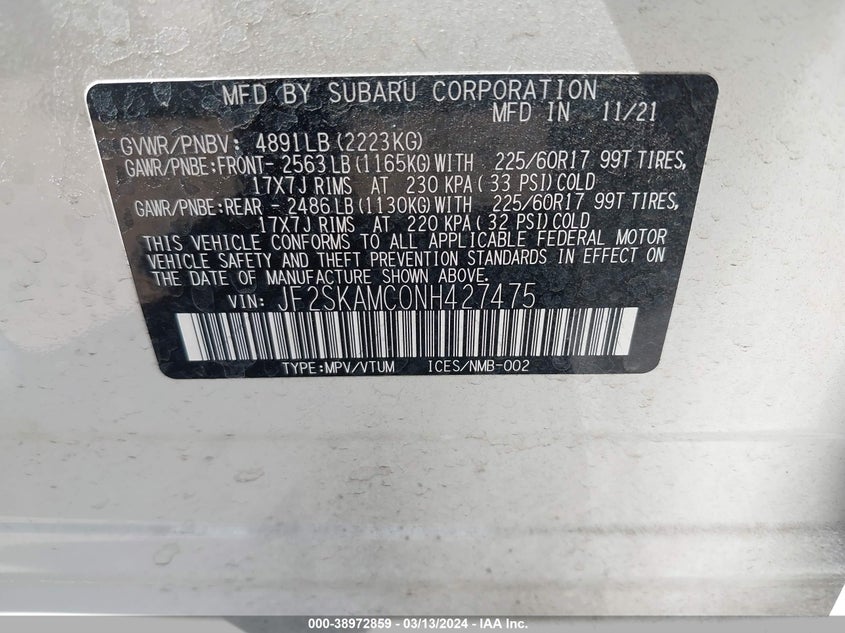 MFD BY SUBARU CORPORATION
MFD IN 11/21
GVWR/PNBV: 4891LB(2223KG)
GAWR/PNBE:FRONT- 2563LB(1165KG)WITH 225/60R17 99T TIRES,
17X7J RIMS AT 230 KPA( 33 PSI)COLD
GAWR/PNBE:REAR - 2486LB(1130KG)WITH 225/60R17 99T TIRES,
17X7J RIMS AT 220 KPA( 32 PSI)COLD
THIS VEHICLE CONFORMS TO ALL APPLICABLE FEDERAL MOTOR
VEHICLE SAFETY AND THEFT PREVENTION STANDARDS IN EFFECT ON
THE DATE OF MANUFACTURE SHOWN ABOVE.
VIN: JF2SKAMC0NH427475
TYPE:MPV/VTUM ICES/NMB-002
000-38972859 - 03/13/2024 - IAA Inc.